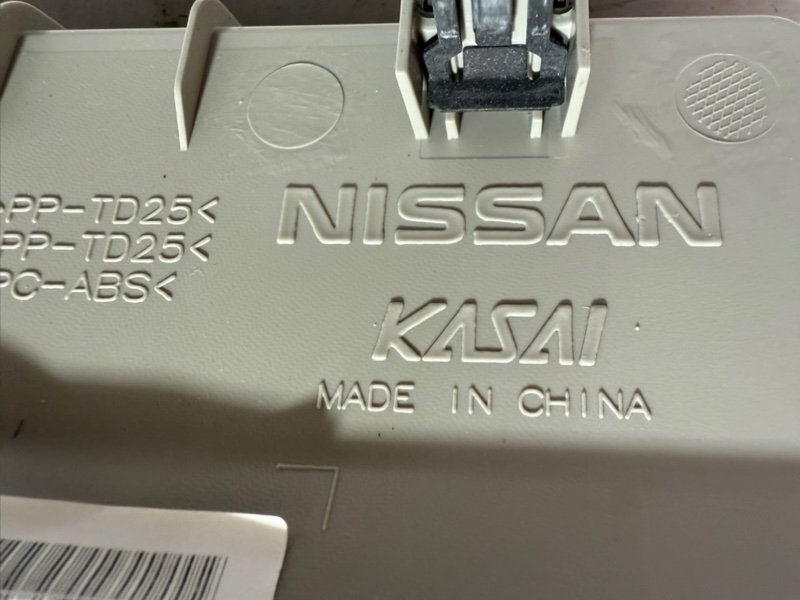 >PP-TD25<
PP-TD25<
PC-ABS<
NISSAN
KASAI
MADE IN CHINA